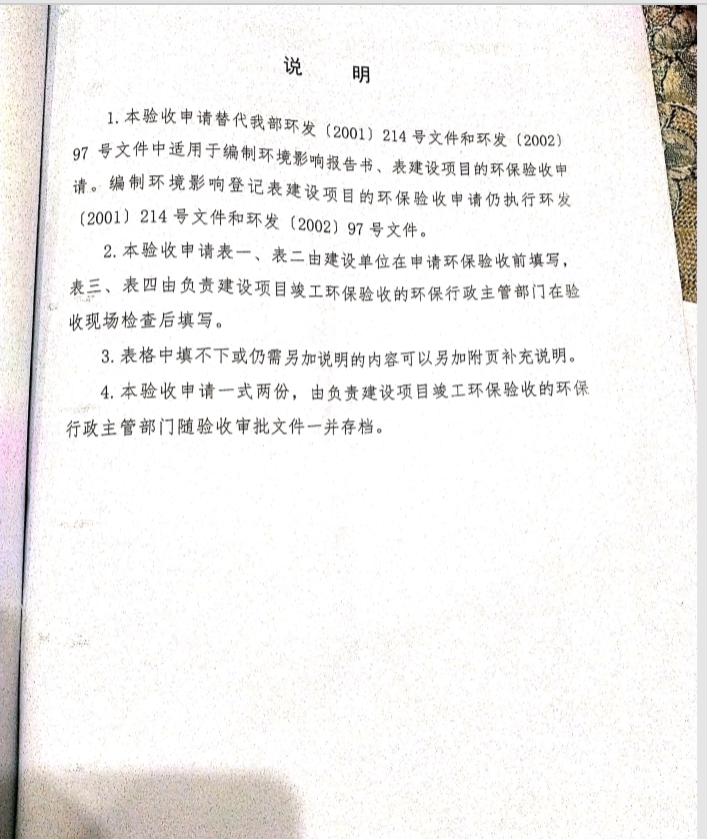 说 明
1. 本验收申请替代我部环发〔2001〕214 号文件和环发〔2002〕
97 号文件中适用于编制环境影响报告书、表建设项目的环保验收申
请。编制环境影响登记表建设项目的环保验收申请仍执行环发
〔2001〕214 号文件和环发〔2002〕97 号文件。
2. 本验收申请表一、表二由建设单位在申请环保验收前填写，
表三、表四由负责建设项目竣工环保验收的环保行政主管部门在验
收现场检查后填写。
3. 表格中填不下或仍需另加说明的内容可以另加附页补充说明。
4. 本验收申请一式两份，由负责建设项目竣工环保验收的环保
行政主管部门随验收审批文件一并存档。